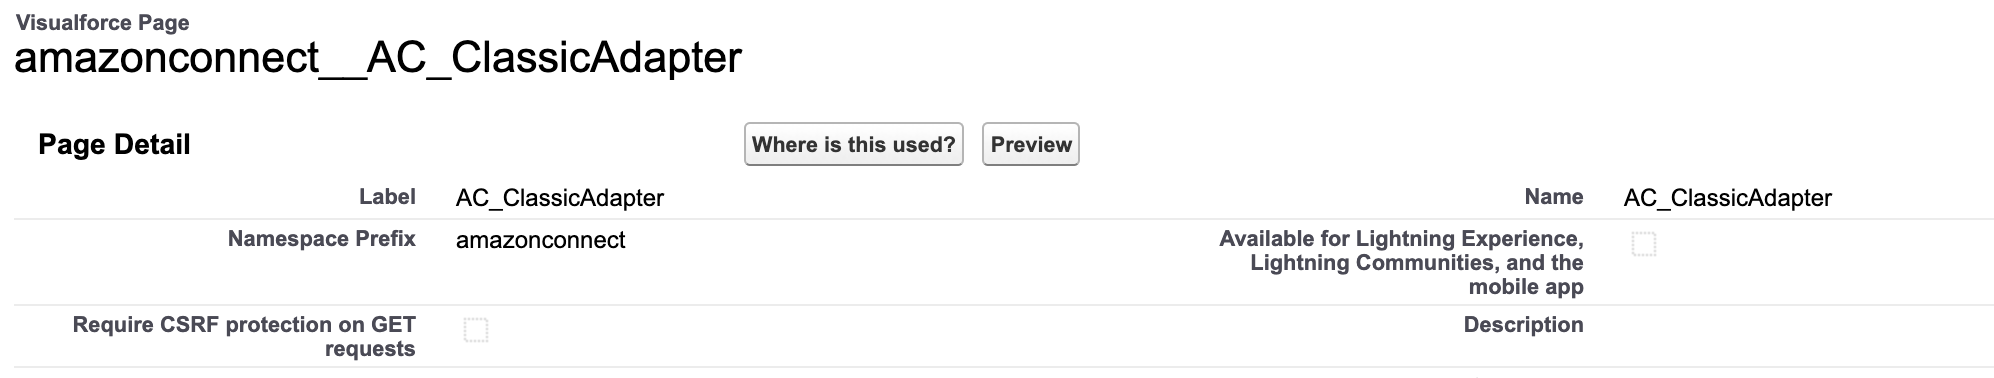 Visualforce Page
amazonconnect__AC_ClassicAdapter
Page Detail
Where is this used?
Preview
Label
AC_ClassicAdapter
Name
AC_ClassicAdapter
Namespace Prefix
amazonconnect
Available for Lightning Experience,
Lightning Communities, and the
mobile app
Require CSRF protection on GET
requests
Description